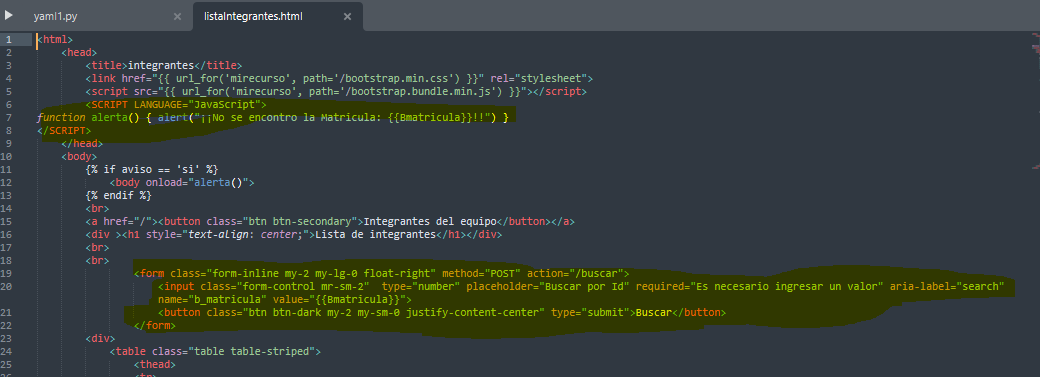 yaml1.py × listaIntegrantes.html ×
1 <html>
2 <head>
3 <title>integrantes</title>
4 <link href="{{ url_for('mirecurso', path='/bootstrap.min.css') }}" rel="stylesheet">
5 <script src="{{ url_for('mirecurso', path='/bootstrap.bundle.min.js') }}"></script>
6 <SCRIPT LANGUAGE="JavaScript">
7 function alerta() { alert("¡¡No se encontro la Matricula: {{Bmatricula}}!!") }
8 </SCRIPT>
9 </head>
10 <body>
11 {% if aviso == 'si' %}
12 <body onload="alerta()">
13 {% endif %}
14 <br>
15 <a href="/"><button class="btn btn-secondary">Integrantes del equipo</button></a>
16 <div ><h1 style="text-align: center;">Lista de integrantes</h1></div>
17 <br>
18 <br>
19 <form class="form-inline my-2 my-lg-0 float-right" method="POST" action="/buscar">
20 <input class="form-control mr-sm-2" type="number" placeholder="Buscar por Id" required="Es necesario ingresar un valor" aria-label="search"
name="b_matricula" value="{{Bmatricula}}">
21 <button class="btn btn-dark my-2 my-sm-0 justify-content-center" type="submit">Buscar</button>
22 </form>
23 <div>
24 <table class="table table-striped">
25 <thead>
26 <tr>